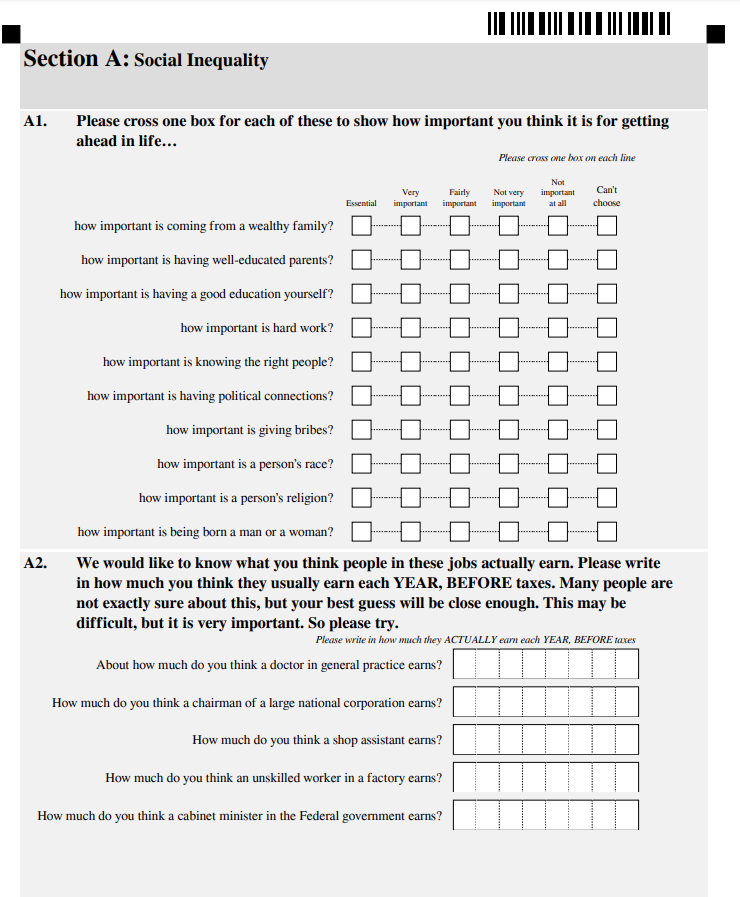 Section A: Social Inequality
A1. Please cross one box for each of these to show how important you think it is for getting
ahead in life…
Please cross one box on each line
Essential
Very
important
Fairly
important
Not very
important
Not
important
at all
Can't
choose
how important is coming from a wealthy family?
how important is having well-educated parents?
how important is having a good education yourself?
how important is hard work?
how important is knowing the right people?
how important is having political connections?
how important is giving bribes?
how important is a person's race?
how important is a person's religion?
how important is being born a man or a woman?
A2. We would like to know what you think people in these jobs actually earn. Please write
in how much you think they usually earn each YEAR, BEFORE taxes. Many people are
not exactly sure about this, but your best guess will be close enough. This may be
difficult, but it is very important. So please try.
Please write in how much they ACTUALLY earn each YEAR, BEFORE taxes
About how much do you think a doctor in general practice earns?
How much do you think a chairman of a large national corporation earns?
How much do you think a shop assistant earns?
How much do you think an unskilled worker in a factory earns?
How much do you think a cabinet minister in the Federal government earns?